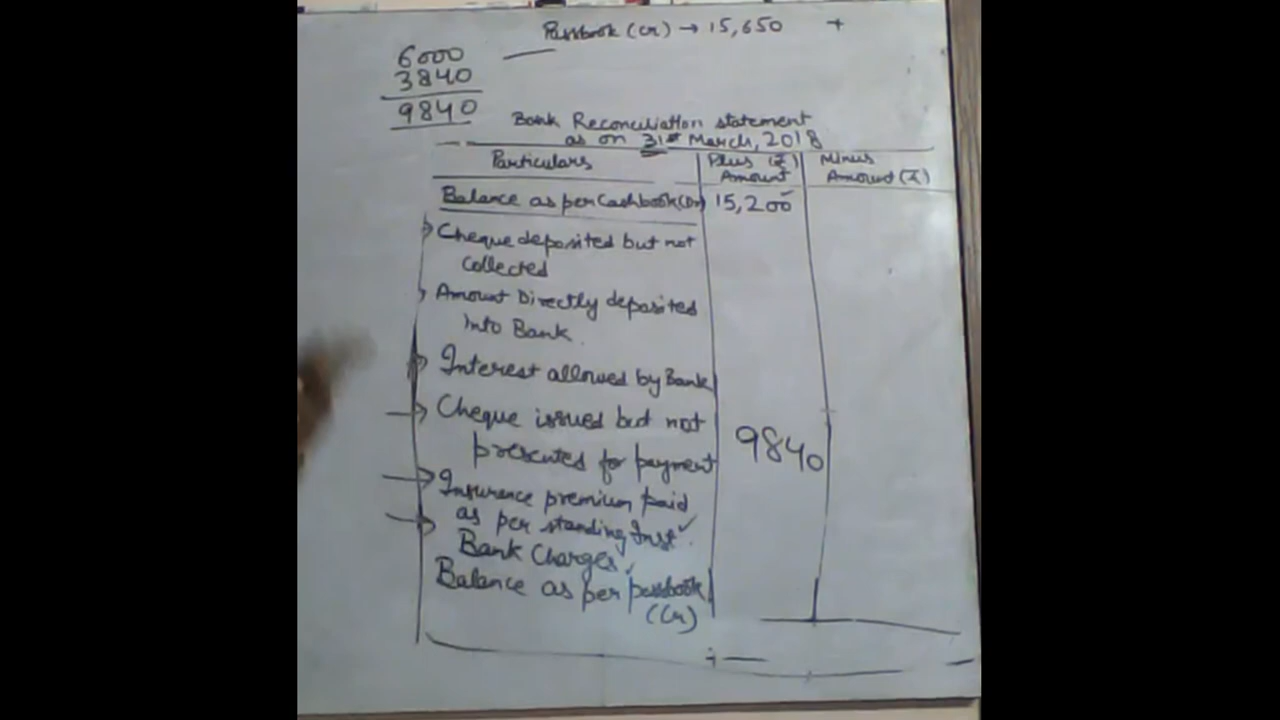 Passbook (Cr) → 15,650 +
6000
3840
9840
Bank Reconciliation statement
as on 31st March, 2018
Particulars Plus (₹) Amount Minus Amount (₹)
Balance as per Cashbook (Dr) 15,200
Cheque deposited but not
collected
Amount Directly deposited
into Bank
Interest allowed by Bank
Cheque issued but not
presented for payment 9840
Insurance premium paid
as per standing Inst
Bank Charges
Balance as per passbook
(Cr)